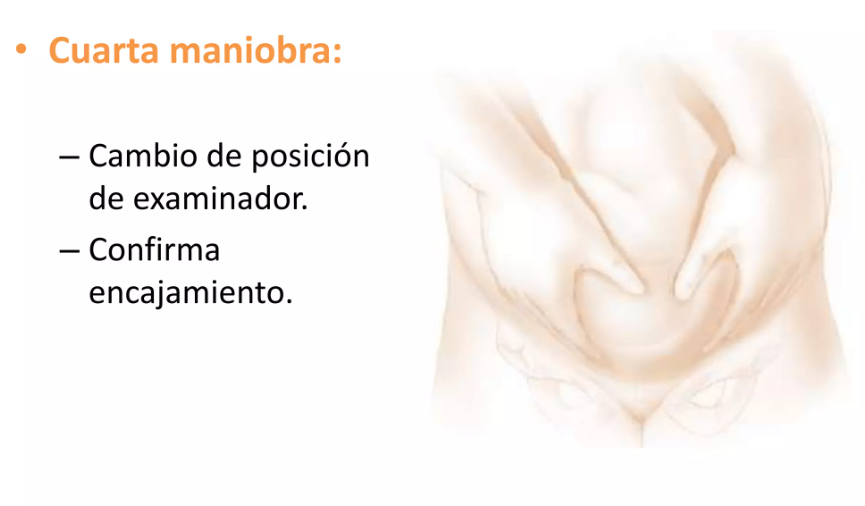 • Cuarta maniobra:
– Cambio de posición
de examinador.
– Confirma
encajamiento.